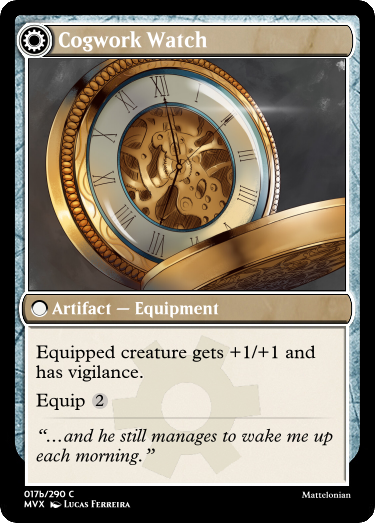 Cogwork Watch
XII
Artifact — Equipment
Equipped creature gets +1/+1 and
has vigilance.
Equip 2
“...and he still manages to wake me up
each morning.”
017b/290 C
MVX Lucas Ferreira
Mattelonian